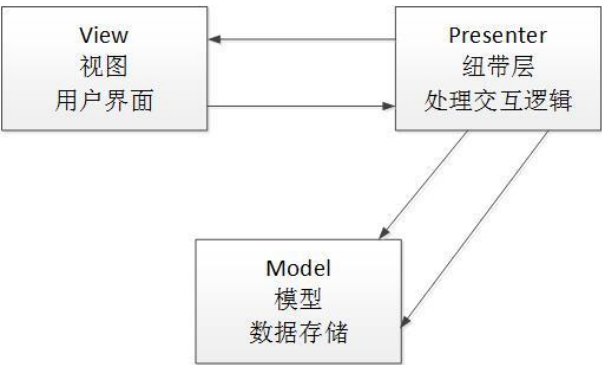 View
视图
用户界面
Presenter
纽带层
处理交互逻辑
Model
模型
数据存储